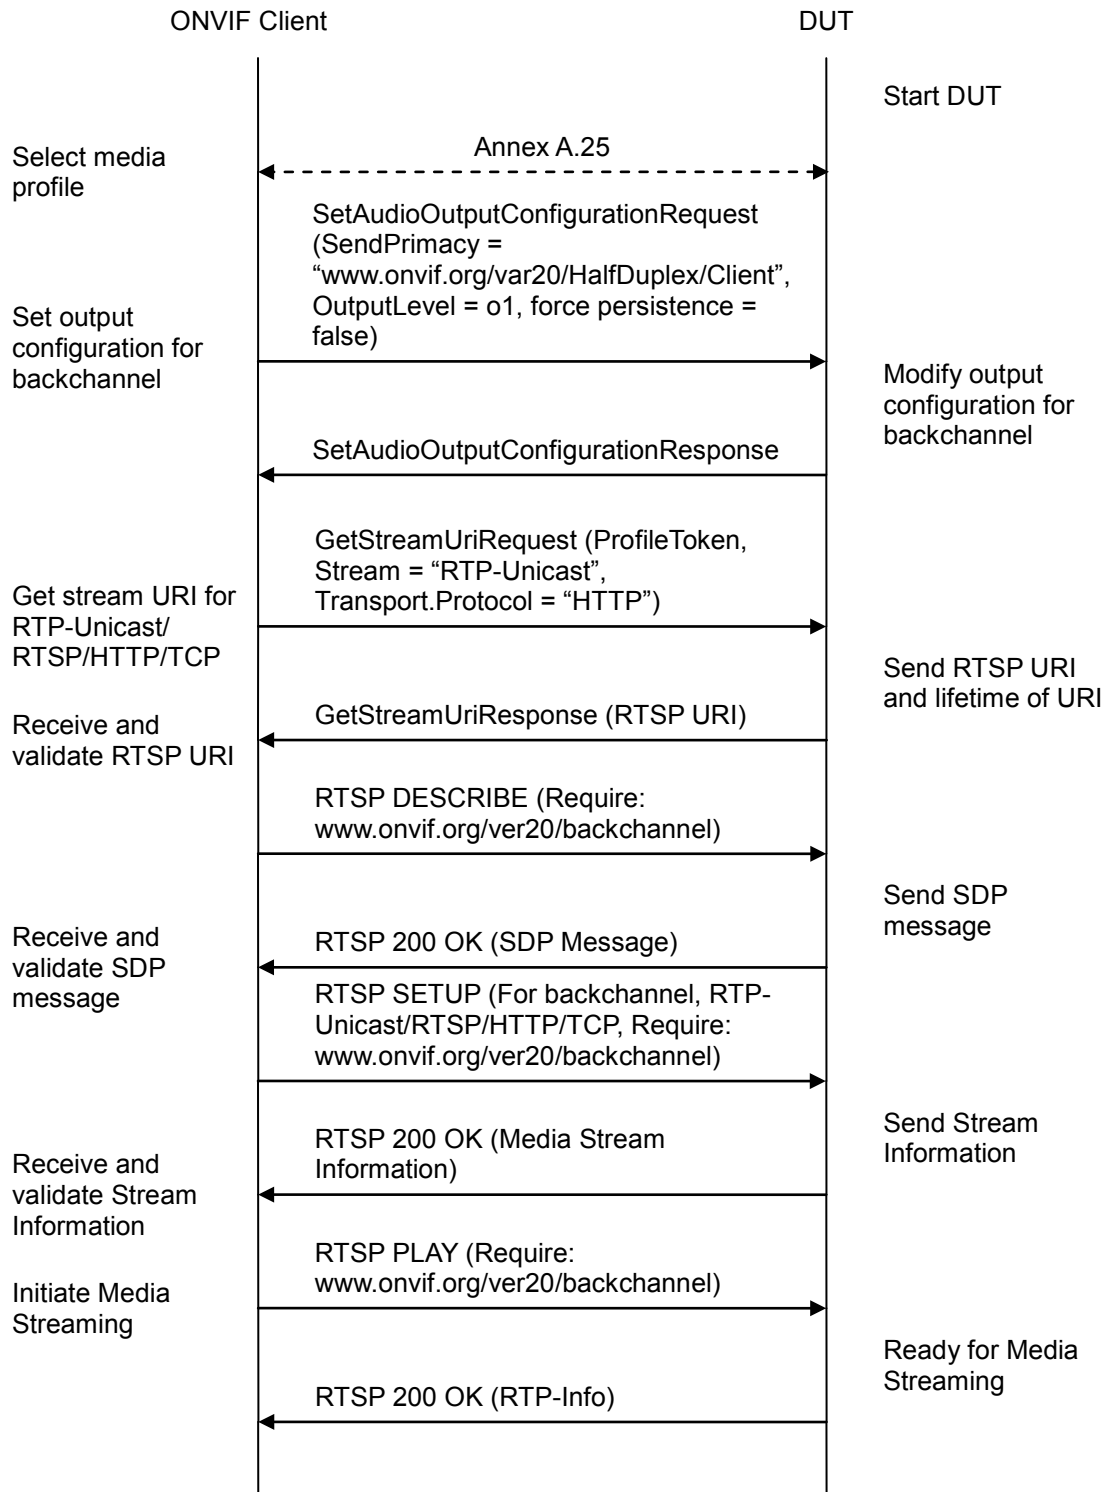 ONVIF Client
DUT
Start DUT
Select media
profile
Annex A.25
SetAudioOutputConfigurationRequest
(SendPrimacy =
“www.onvif.org/var20/HalfDuplex/Client”,
OutputLevel = o1, force persistence =
false)
Set output
configuration for
backchannel
Modify output
configuration for
backchannel
SetAudioOutputConfigurationResponse
GetStreamUriRequest (ProfileToken,
Stream = “RTP-Unicast”,
Transport.Protocol = “HTTP”)
Get stream URI for
RTP-Unicast/
RTSP/HTTP/TCP
Send RTSP URI
and lifetime of URI
GetStreamUriResponse (RTSP URI)
Receive and
validate RTSP URI
RTSP DESCRIBE (Require:
www.onvif.org/ver20/backchannel)
Send SDP
message
Receive and
validate SDP
message
RTSP 200 OK (SDP Message)
RTSP SETUP (For backchannel, RTP-
Unicast/RTSP/HTTP/TCP, Require:
www.onvif.org/ver20/backchannel)
Send Stream
Information
RTSP 200 OK (Media Stream
Information)
Receive and
validate Stream
Information
RTSP PLAY (Require:
www.onvif.org/ver20/backchannel)
Initiate Media
Streaming
Ready for Media
Streaming
RTSP 200 OK (RTP-Info)